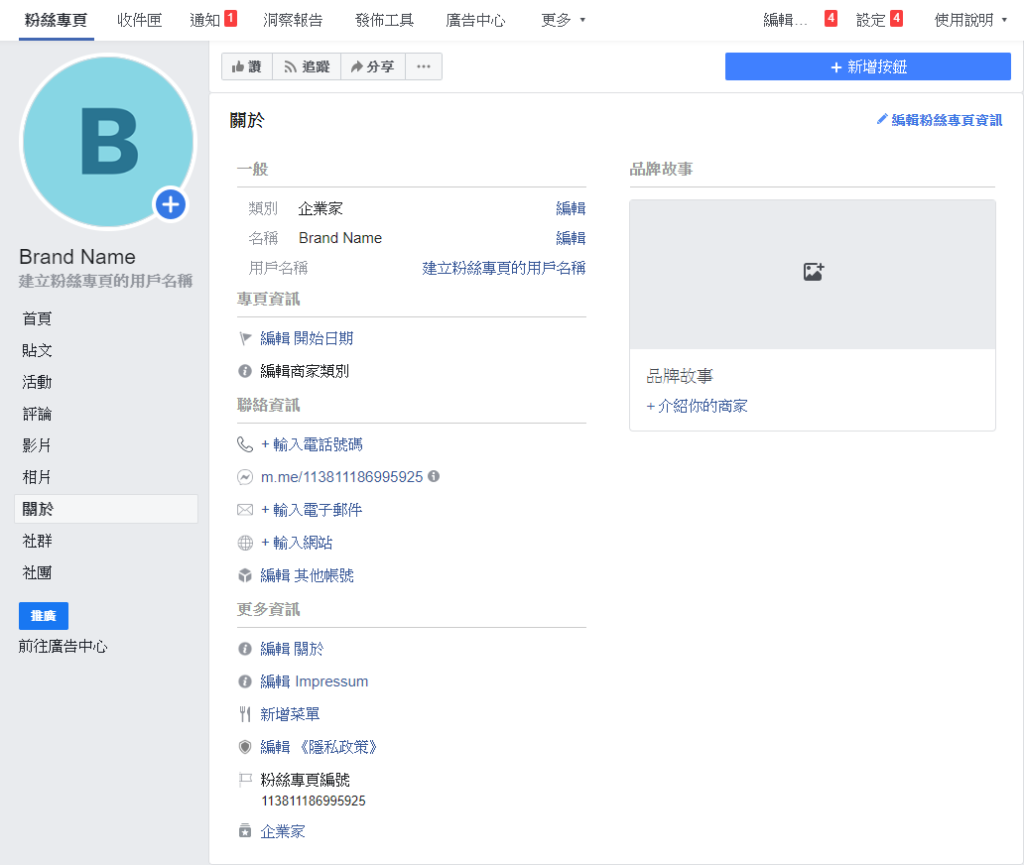 粉絲專頁 收件匣 通知 1 洞察報告 發佈工具 廣告中心 更多 編輯... 4 設定 4 使用說明
B
Brand Name
建立粉絲專頁的用戶名稱
首頁
貼文
活動
評論
影片
相片
關於
社群
社團
推廣
前往廣告中心
讚 追蹤 分享 ...
+ 新增按鈕
關於
編輯粉絲專頁資訊
一般
類別 企業家 編輯
名稱 Brand Name 編輯
用戶名稱 建立粉絲專頁的用戶名稱
專頁資訊
編輯 開始日期
編輯商家類別
聯絡資訊
+ 輸入電話號碼
m.me/113811186995925
+ 輸入電子郵件
+ 輸入網站
編輯 其他帳號
更多資訊
編輯 關於
編輯 Impressum
新增菜單
編輯 《隱私政策》
粉絲專頁編號
113811186995925
企業家
品牌故事
品牌故事
+ 介紹你的商家